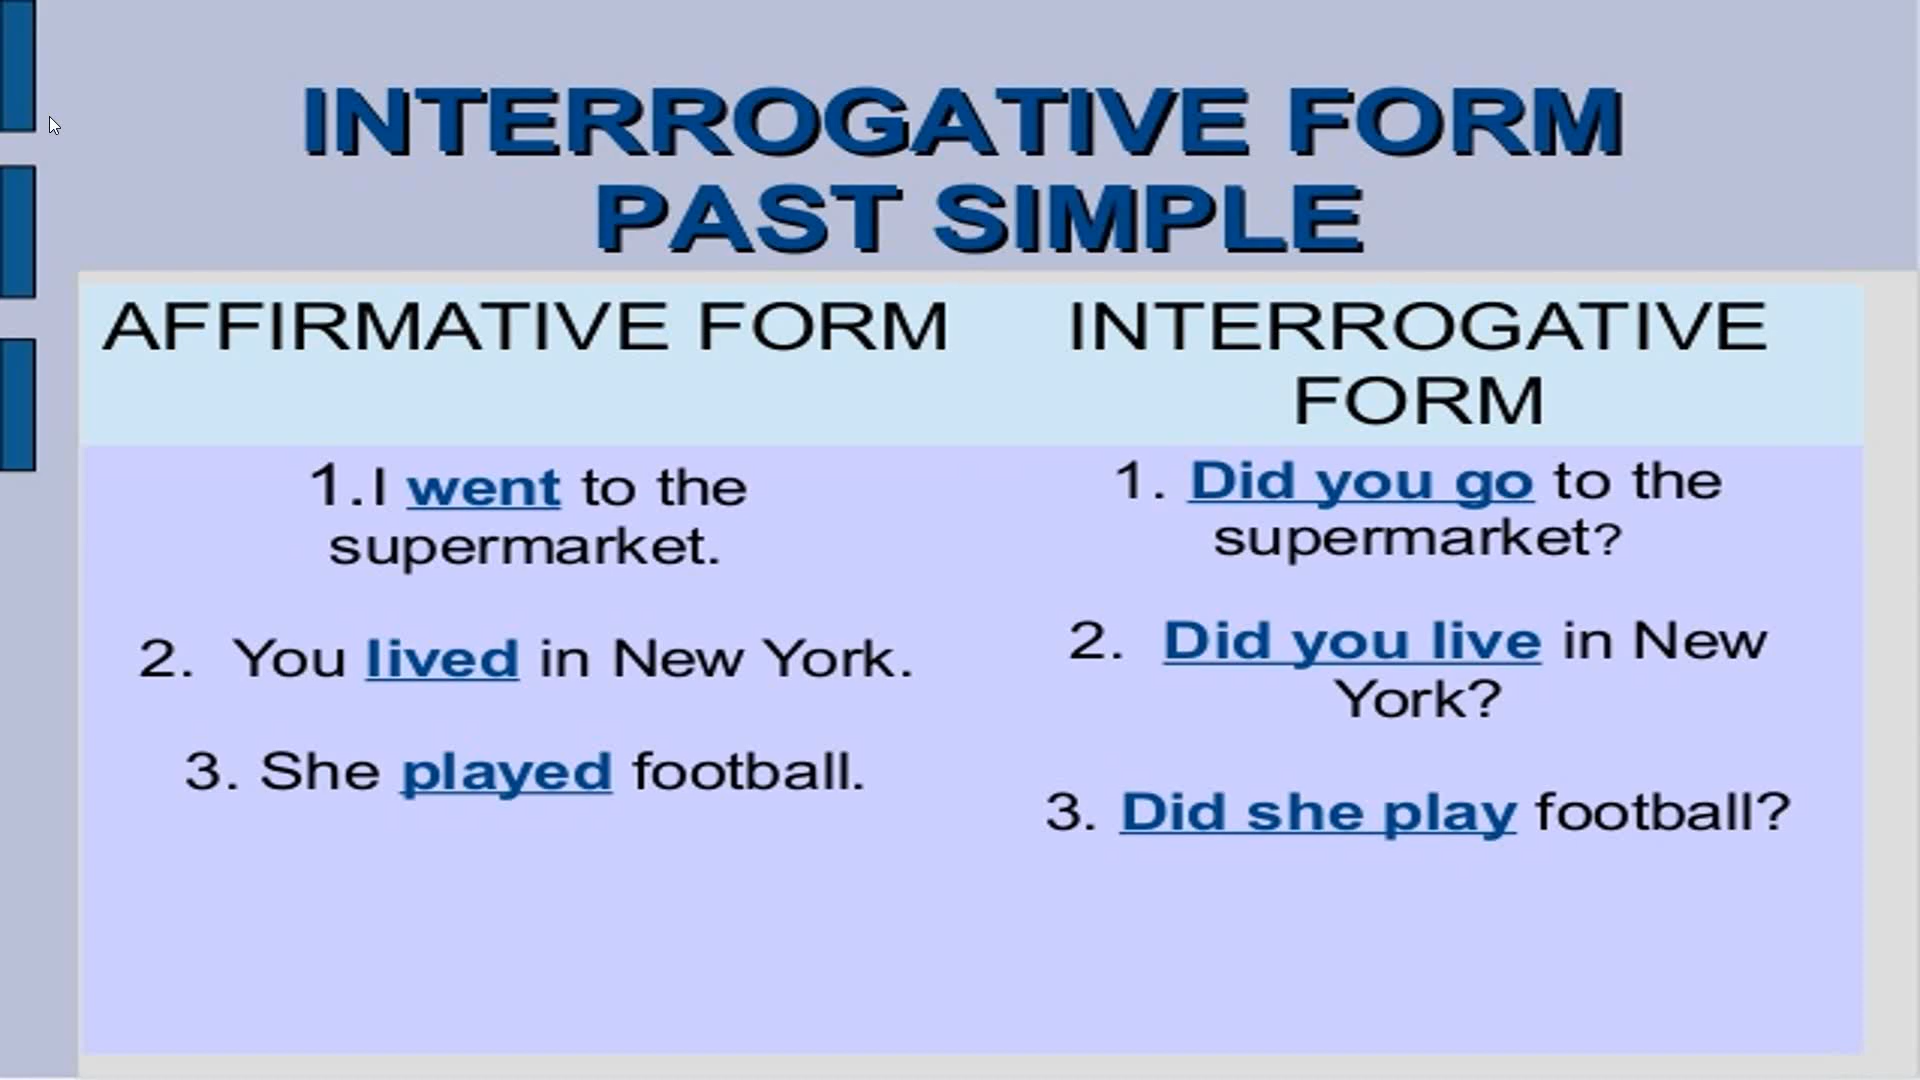 INTERROGATIVE FORM
PAST SIMPLE
AFFIRMATIVE FORM
1.I went to the
supermarket.
2. You lived in New York.
3. She played football.
INTERROGATIVE
FORM
1. Did you go to the
supermarket?
2. Did you live in New
York?
3. Did she play football?